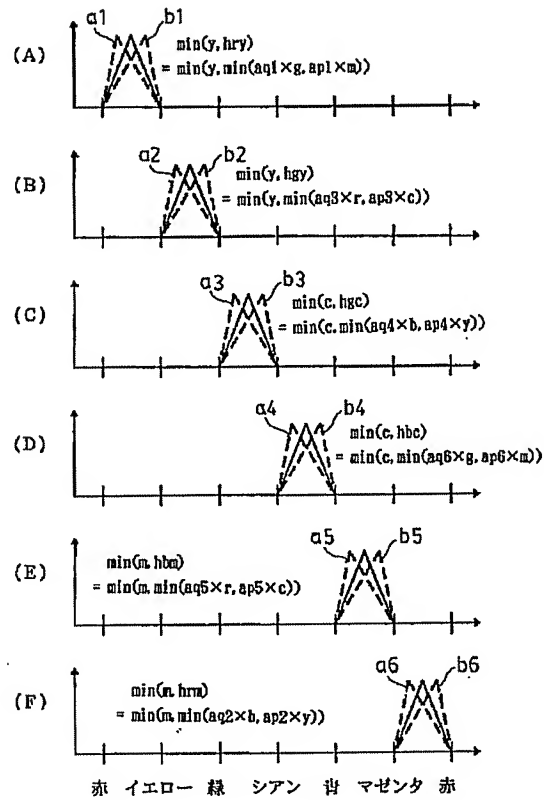 a1 b1
(A) min(y, hry)
= min(y, min(aq1×g, ap1×m))
a2 b2
(B) min(y, hgy)
= min(y, min(aq3×r, ap3×c))
a3 b3
(C) min(c, hgc)
= min(c, min(aq4×b, ap4×y))
a4 b4
(D) min(c, hbc)
= min(c, min(aq6×g, ap6×m))
a5 b5
(E) min(m, hbm)
= min(m, min(aq5×r, ap5×c))
a6 b6
(F) min(m, hrm)
= min(m, min(aq2×b, ap2×y))
赤 イエロー 緑 シアン 青 マゼンタ 赤